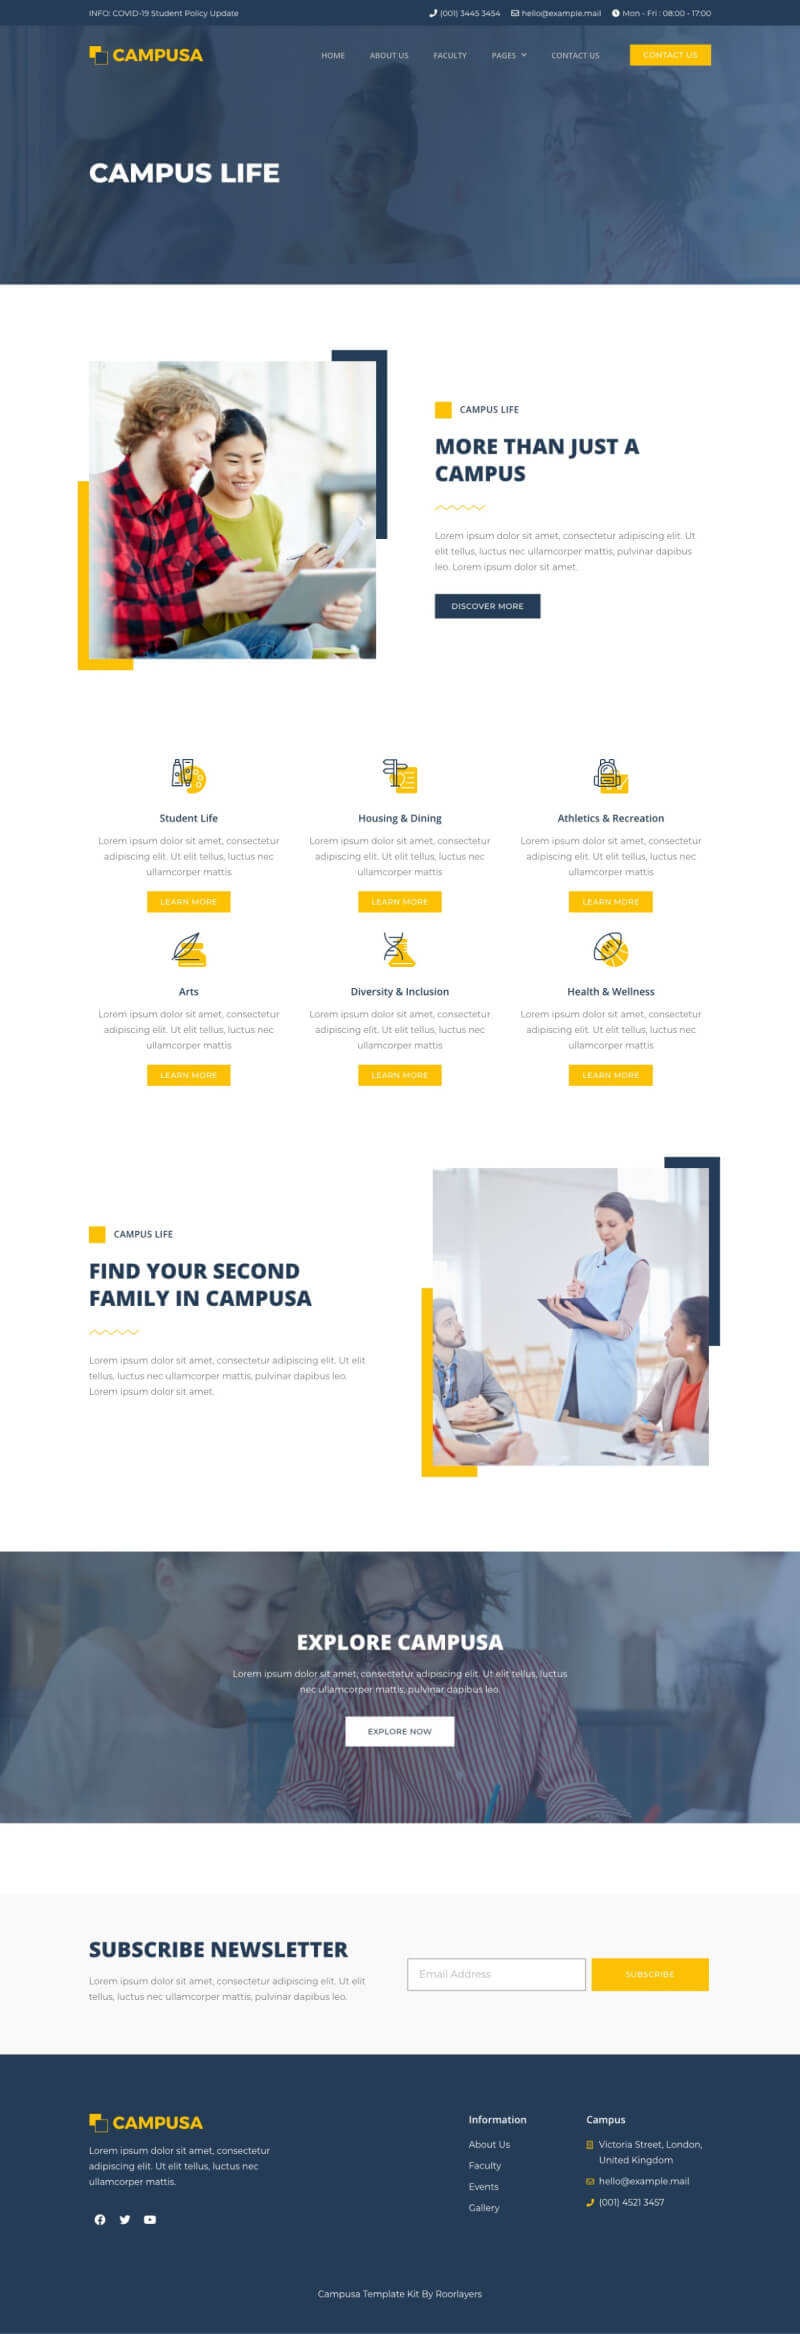 INFO: COVID-19 Student Policy Update
(001) 3445 3454
hello@example.mail
Mon - Fri : 08:00 - 17:00
CAMPUSA
HOME
ABOUT US
FACULTY
PAGES
CONTACT US
CONTACT US
CAMPUS LIFE
CAMPUS LIFE
MORE THAN JUST A
CAMPUS
Lorem ipsum dolor sit amet, consectetur adipiscing elit. Ut
elit tellus, luctus nec ullamcorper mattis, pulvinar dapibus
leo. Lorem ipsum dolor sit amet.
DISCOVER MORE
Student Life
Lorem ipsum dolor sit amet, consectetur
adipiscing elit. Ut elit tellus, luctus nec
ullamcorper mattis
LEARN MORE
Housing & Dining
Lorem ipsum dolor sit amet, consectetur
adipiscing elit. Ut elit tellus, luctus nec
ullamcorper mattis
LEARN MORE
Athletics & Recreation
Lorem ipsum dolor sit amet, consectetur
adipiscing elit. Ut elit tellus, luctus nec
ullamcorper mattis
LEARN MORE
Arts
Lorem ipsum dolor sit amet, consectetur
adipiscing elit. Ut elit tellus, luctus nec
ullamcorper mattis
LEARN MORE
Diversity & Inclusion
Lorem ipsum dolor sit amet, consectetur
adipiscing elit. Ut elit tellus, luctus nec
ullamcorper mattis
LEARN MORE
Health & Wellness
Lorem ipsum dolor sit amet, consectetur
adipiscing elit. Ut elit tellus, luctus nec
ullamcorper mattis
LEARN MORE
CAMPUS LIFE
FIND YOUR SECOND
FAMILY IN CAMPUSA
Lorem ipsum dolor sit amet, consectetur adipiscing elit. Ut elit
tellus, luctus nec ullamcorper mattis, pulvinar dapibus leo.
Lorem ipsum dolor sit amet.
EXPLORE CAMPUSA
Lorem ipsum dolor sit amet, consectetur adipiscing elit. Ut elit tellus, luctus
nec ullamcorper mattis, pulvinar dapibus leo.
EXPLORE NOW
SUBSCRIBE NEWSLETTER
Lorem ipsum dolor sit amet, consectetur adipiscing elit. Ut elit
tellus, luctus nec ullamcorper mattis, pulvinar dapibus leo.
Email Address
SUBSCRIBE
CAMPUSA
Lorem ipsum dolor sit amet, consectetur
adipiscing elit. Ut elit tellus, luctus nec
ullamcorper mattis.
Information
About Us
Faculty
Events
Gallery
Campus
Victoria Street, London,
United Kingdom
hello@example.mail
(001) 4521 3457
Campusa Template Kit By Roorlayers